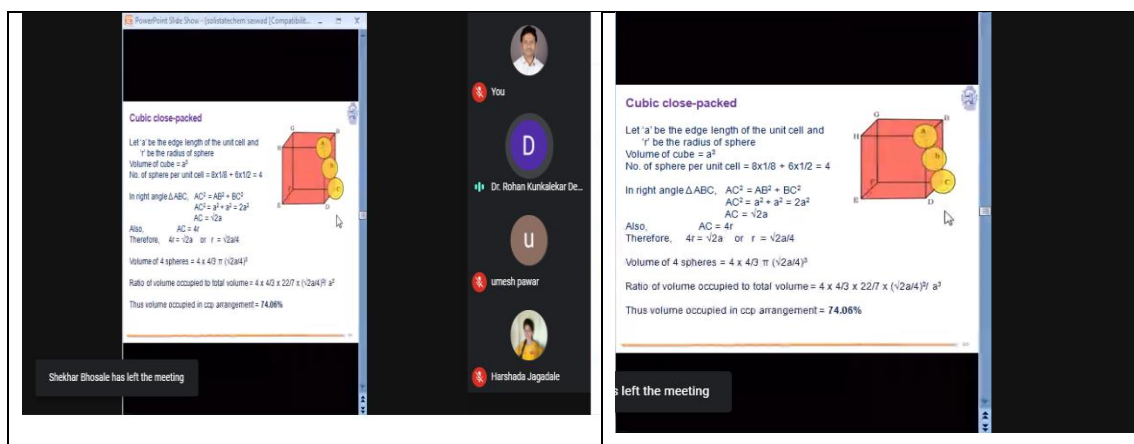 PowerPoint Slide Show - [solistatechem saswad [Compatibilit...
Cubic close-packed
Let 'a' be the edge length of the unit cell and
'r' be the radius of sphere
Volume of cube = a³
No. of sphere per unit cell = 8x1/8 + 6x1/2 = 4
In right angle Δ ABC, AC² = AB² + BC²
AC² = a² + a² = 2a²
AC = √2a
Also, AC = 4r
Therefore, 4r = √2a or r = √2a/4
Volume of 4 spheres = 4 x 4/3 π (√2a/4)³
Ratio of volume occupied to total volume = 4 x 4/3 x 22/7 x (√2a/4)³/ a³
Thus volume occupied in ccp arrangement = 74.06%
G
B
H
a
b
C
E
D
Shekhar Bhosale has left the meeting
You
D
Dr. Rohan Kunkalekar De...
u
umesh pawar
Harshada Jagadale
Cubic close-packed
Let 'a' be the edge length of the unit cell and
'r' be the radius of sphere
Volume of cube = a³
No. of sphere per unit cell = 8x1/8 + 6x1/2 = 4
In right angle Δ ABC, AC² = AB² + BC²
AC² = a² + a² = 2a²
AC = √2a
Also, AC = 4r
Therefore, 4r = √2a or r = √2a/4
Volume of 4 spheres = 4 x 4/3 π (√2a/4)³
Ratio of volume occupied to total volume = 4 x 4/3 x 22/7 x (√2a/4)³/ a³
Thus volume occupied in ccp arrangement = 74.06%
G
B
H
a
b
C
F
E
D
s left the meeting